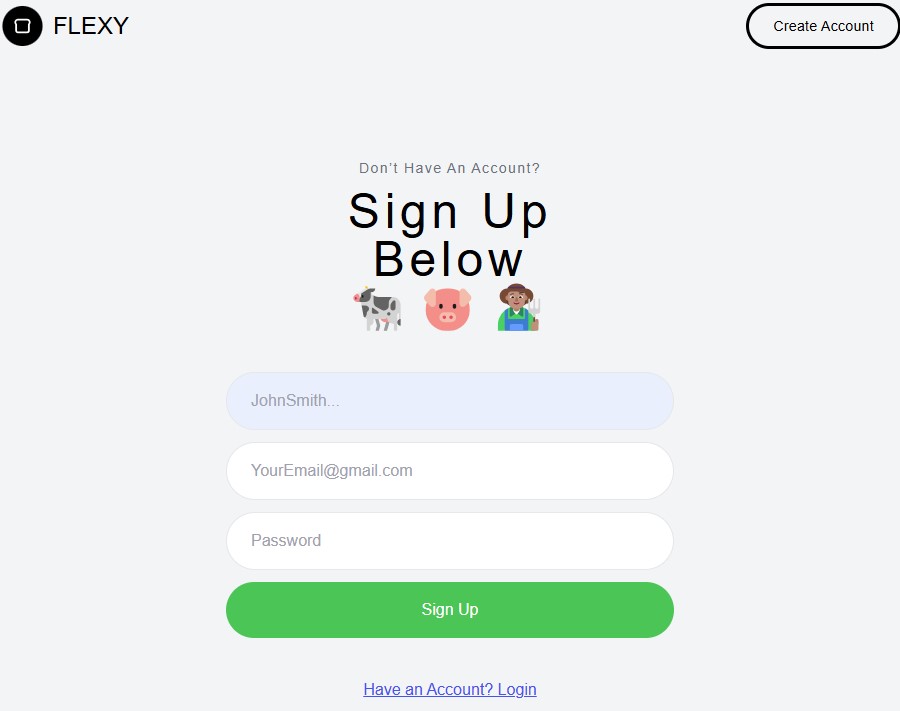 FLEXY
Create Account
Don't Have An Account?
Sign Up
Below
JohnSmith...
YourEmail@gmail.com
Password
Sign Up
Have an Account? Login